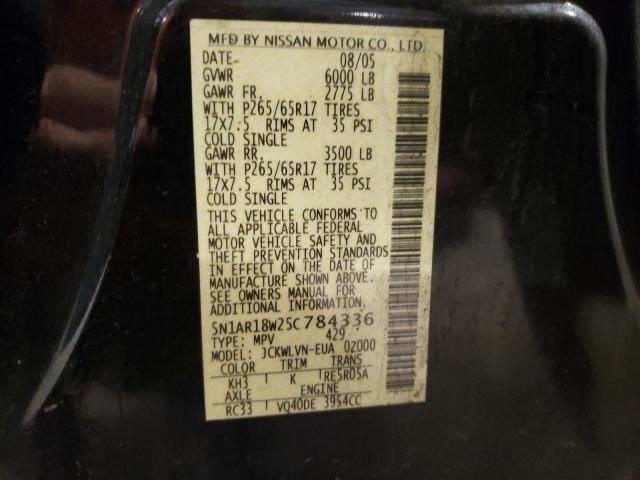 MFD BY NISSAN MOTOR CO., LTD.
DATE- 08/05
GVWR 6000 LB
GAWR FR. 2775 LB
WITH P265/65R17 TIRES
17X7.5 RIMS AT 35 PSI
COLD SINGLE
GAWR RR. 3500 LB
WITH P265/65R17 TIRES
17X7.5 RIMS AT 35 PSI
COLD SINGLE
THIS VEHICLE CONFORMS TO
ALL APPLICABLE FEDERAL
MOTOR VEHICLE SAFETY AND
THEFT PREVENTION STANDARDS
IN EFFECT ON THE DATE OF
MANUFACTURE SHOWN ABOVE.
SEE OWNERS MANUAL FOR
ADDITIONAL INFORMATION.
5N1AR18W25C784336
TYPE: MPV 429
MODEL: JCKWLVN-EUA 0Z000
COLOR TRIM TRANS
KH3 K RE5R05A
AXLE ENGINE
RC33 VQ40DE 3954CC